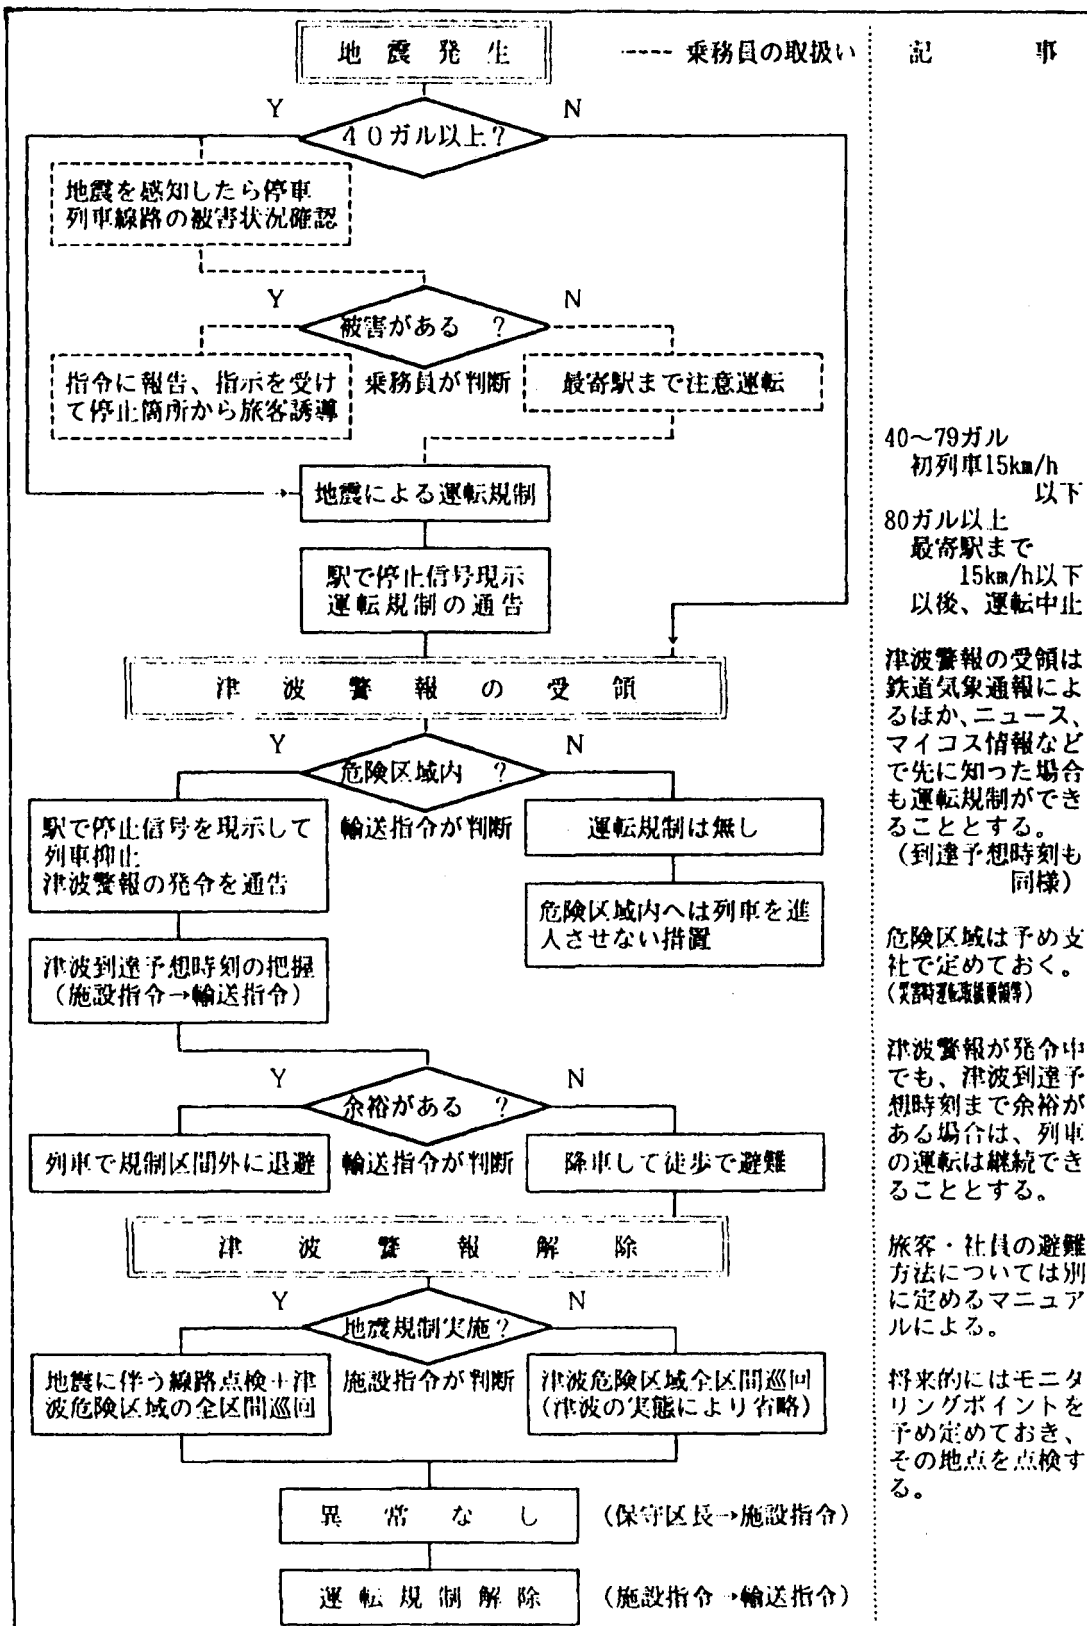 地震発生
---- 乗務員の取扱い
Y
N
40ガル以上?
地震を感知したら停車
列車線路の被害状況確認
Y
N
被害がある ?
指令に報告、指示を受け
て停止箇所から旅客誘導
乗務員が判断
最寄駅まで注意運転
地震による運転規制
駅で停止信号現示
運転規制の通告
津波警報の受領
Y
N
危険区域内 ?
駅で停止信号を現示して
列車抑止
津波警報の発令を通告
輸送指令が判断
運転規制は無し
危険区域内へは列車を進
入させない措置
津波到達予想時刻の把握
(施設指令→輸送指令)
Y
N
余裕がある ?
列車で規制区間外に退避
輸送指令が判断
降車して徒歩で避難
津波警報解除
Y
N
地震規制実施?
地震に伴う線路点検+津
波危険区域の全区間巡回
施設指令が判断
津波危険区域全区間巡回
(津波の実態により省略)
異常なし
(保守区長→施設指令)
運転規制解除
(施設指令→輸送指令)
記事
40~79ガル
初列車15km/h
以下
80ガル以上
最寄駅まで
15km/h以下
以後、運転中止
津波警報の受領は
鉄道気象通報によ
るほか、ニュース、
マイコス情報など
で先に知った場合
も運転規制ができ
ることとする。
(到達予想時刻も
同様)
危険区域は予め支
社で定めておく。
(災害時運転取扱要領等)
津波警報が発令中
でも、津波到達予
想時刻まで余裕が
ある場合は、列車
の運転は継続でき
ることとする。
旅客・社員の避難
方法については別
に定めるマニュア
ルによる。
将来的にはモニタ
リングポイントを
予め定めておき、
その地点を点検す
る。